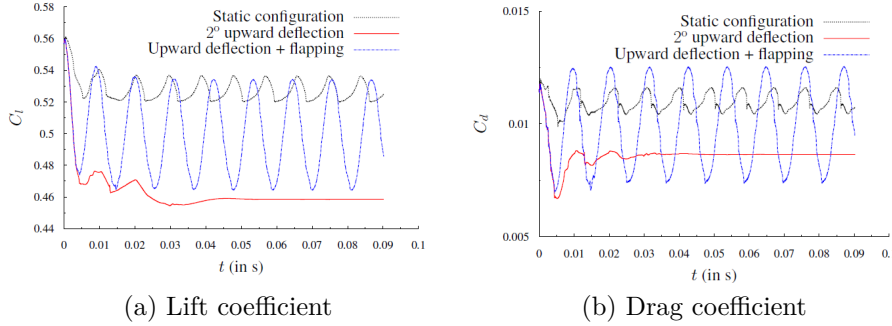 Static configuration
2º upward deflection
Upward deflection + flapping
0.56
0.54
0.52
0.5
0.48
0.46
0.44
C_l
0 0.01 0.02 0.03 0.04 0.05 0.06 0.07 0.08 0.09 0.1
t (in s)
(a) Lift coefficient
Static configuration
2º upward deflection
Upward deflection + flapping
0.015
0.01
0.005
C_d
0 0.01 0.02 0.03 0.04 0.05 0.06 0.07 0.08 0.09 0.
t (in s)
(b) Drag coefficient